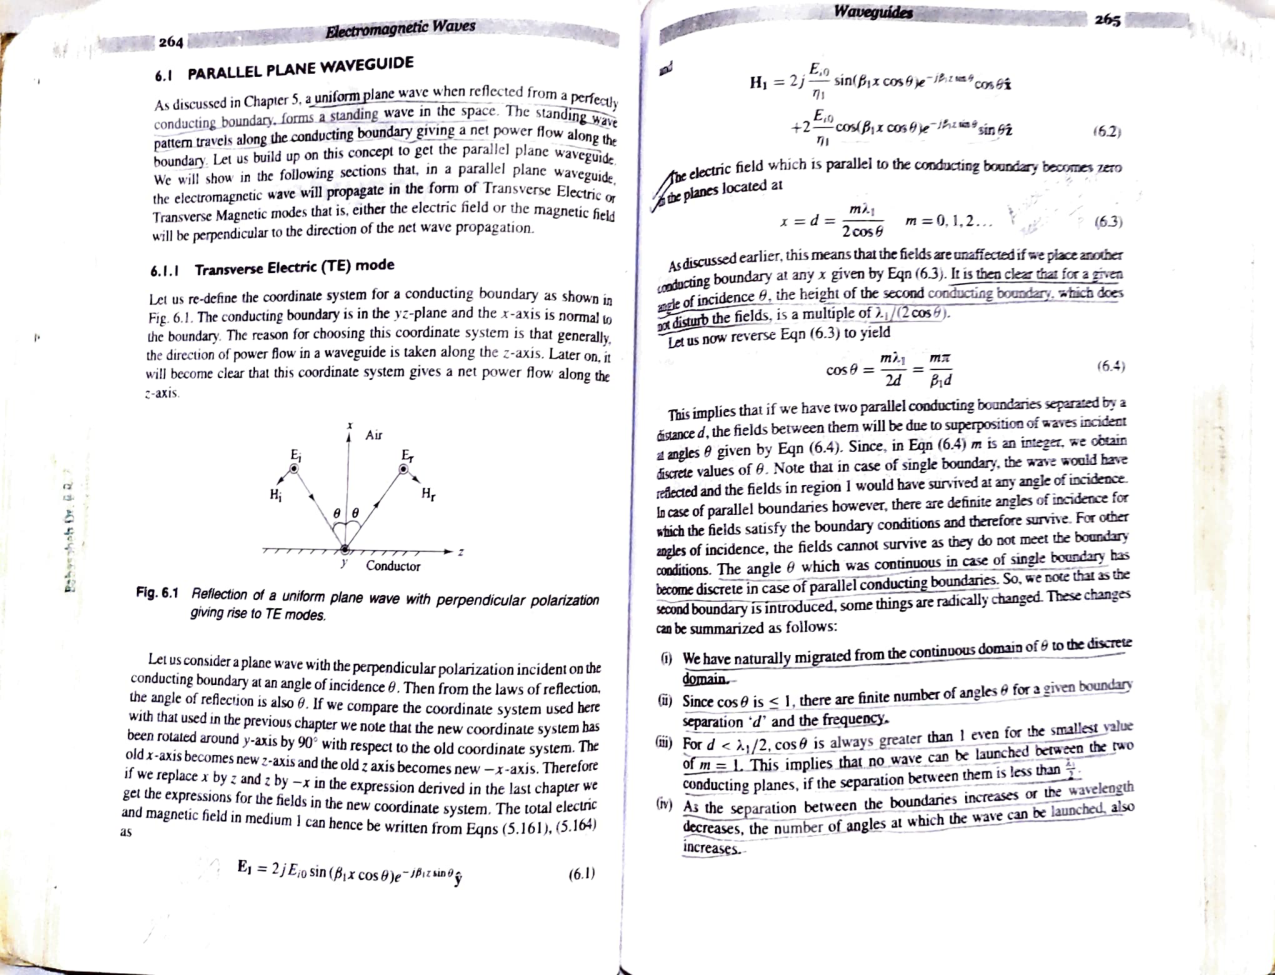 264
Electromagnetic Waves
6.1 PARALLEL PLANE WAVEGUIDE
As discussed in Chapter 5, a uniform plane wave when reflected from a perfectly
conducting boundary, forms a standing wave in the space. The standing wave
pattern travels along the conducting boundary giving a net power flow along the
boundary. Let us build up on this concept to get the parallel plane waveguide.
We will show in the following sections that, in a parallel plane waveguide,
the electromagnetic wave will propagate in the form of Transverse Electric or
Transverse Magnetic modes that is, either the electric field or the magnetic field
will be perpendicular to the direction of the net wave propagation.
6.1.1 Transverse Electric (TE) mode
Let us re-define the coordinate system for a conducting boundary as shown in
Fig. 6.1. The conducting boundary is in the yz-plane and the x-axis is normal to
the boundary. The reason for choosing this coordinate system is that generally,
the direction of power flow in a waveguide is taken along the z-axis. Later on, it
will become clear that this coordinate system gives a net power flow along the
z-axis.
x
Air
Ei
Er
Hi
Hr
θ θ
z
y
Conductor
Fig. 6.1 Reflection of a uniform plane wave with perpendicular polarization
giving rise to TE modes.
Let us consider a plane wave with the perpendicular polarization incident on the
conducting boundary at an angle of incidence θ. Then from the laws of reflection,
the angle of reflection is also θ. If we compare the coordinate system used here
with that used in the previous chapter we note that the new coordinate system has
been rotated around y-axis by 90° with respect to the old coordinate system. The
old x-axis becomes new z-axis and the old z axis becomes new −x-axis. Therefore
if we replace x by z and z by −x in the expression derived in the last chapter we
get the expressions for the fields in the new coordinate system. The total electric
and magnetic field in medium 1 can hence be written from Eqns (5.161), (5.164)
as
E₁ = 2jEi0 sin(β₁x cos θ)e^−jβ₁z sin θ ŷ (6.1)
Waveguides
265
and
H₁ = 2j Ei0/η₁ sin(β₁x cos θ)e^−jβ₁z sin θ cos θx̂
+2 Ei0/η₁ cos(β₁x cos θ)e^−jβ₁z sin θ sin θẑ (6.2)
The electric field which is parallel to the conducting boundary becomes zero
the planes located at
x = d = mλ₁/2 cos θ m = 0, 1, 2... (6.3)
As discussed earlier, this means that the fields are unaffected if we place another
conducting boundary at any x given by Eqn (6.3). It is then clear that for a given
angle of incidence θ, the height of the second conducting boundary, which does
not disturb the fields, is a multiple of λ₁/(2 cos θ).
Let us now reverse Eqn (6.3) to yield
cos θ = mλ₁/2d = mπ/β₁d (6.4)
This implies that if we have two parallel conducting boundaries separated by a
distance d, the fields between them will be due to superposition of waves incident
at angles θ given by Eqn (6.4). Since, in Eqn (6.4) m is an integer, we obtain
discrete values of θ. Note that in case of single boundary, the wave would have
reflected and the fields in region 1 would have survived at any angle of incidence.
In case of parallel boundaries however, there are definite angles of incidence for
which the fields satisfy the boundary conditions and therefore survive. For other
angles of incidence, the fields cannot survive as they do not meet the boundary
conditions. The angle θ which was continuous in case of single boundary has
become discrete in case of parallel conducting boundaries. So, we note that as the
second boundary is introduced, some things are radically changed. These changes
can be summarized as follows:
(i) We have naturally migrated from the continuous domain of θ to the discrete
domain.
(ii) Since cos θ is ≤ 1, there are finite number of angles θ for a given boundary
separation 'd' and the frequency.
(iii) For d < λ₁/2, cos θ is always greater than 1 even for the smallest value
of m = 1. This implies that no wave can be launched between the two
conducting planes, if the separation between them is less than λ₁/2.
(iv) As the separation between the boundaries increases or the wavelength
decreases, the number of angles at which the wave can be launched, also
increases.